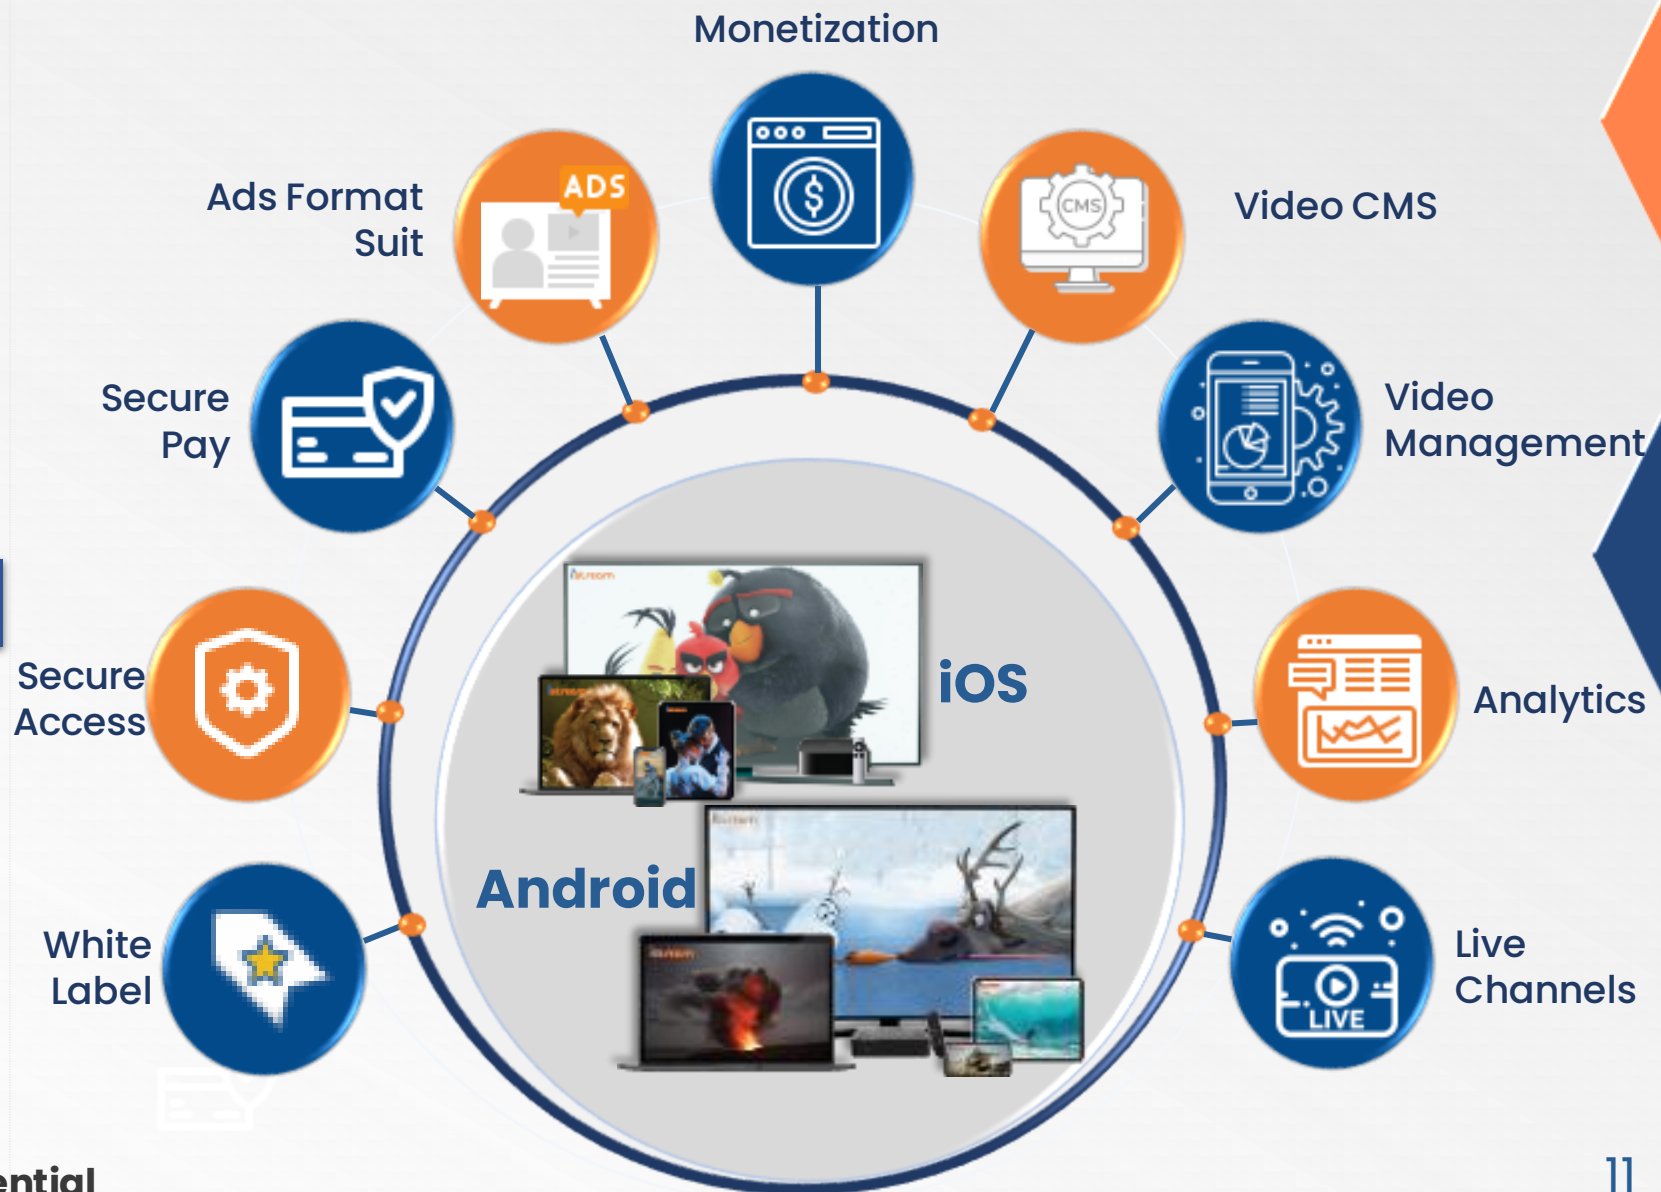 Monetization
Ads Format
Suit
ADS
Video CMS
CMS
Secure
Pay
Video
Management
Secure
Access
iOS
Analytics
Android
White
Label
Live
Channels
LIVE
ential
11